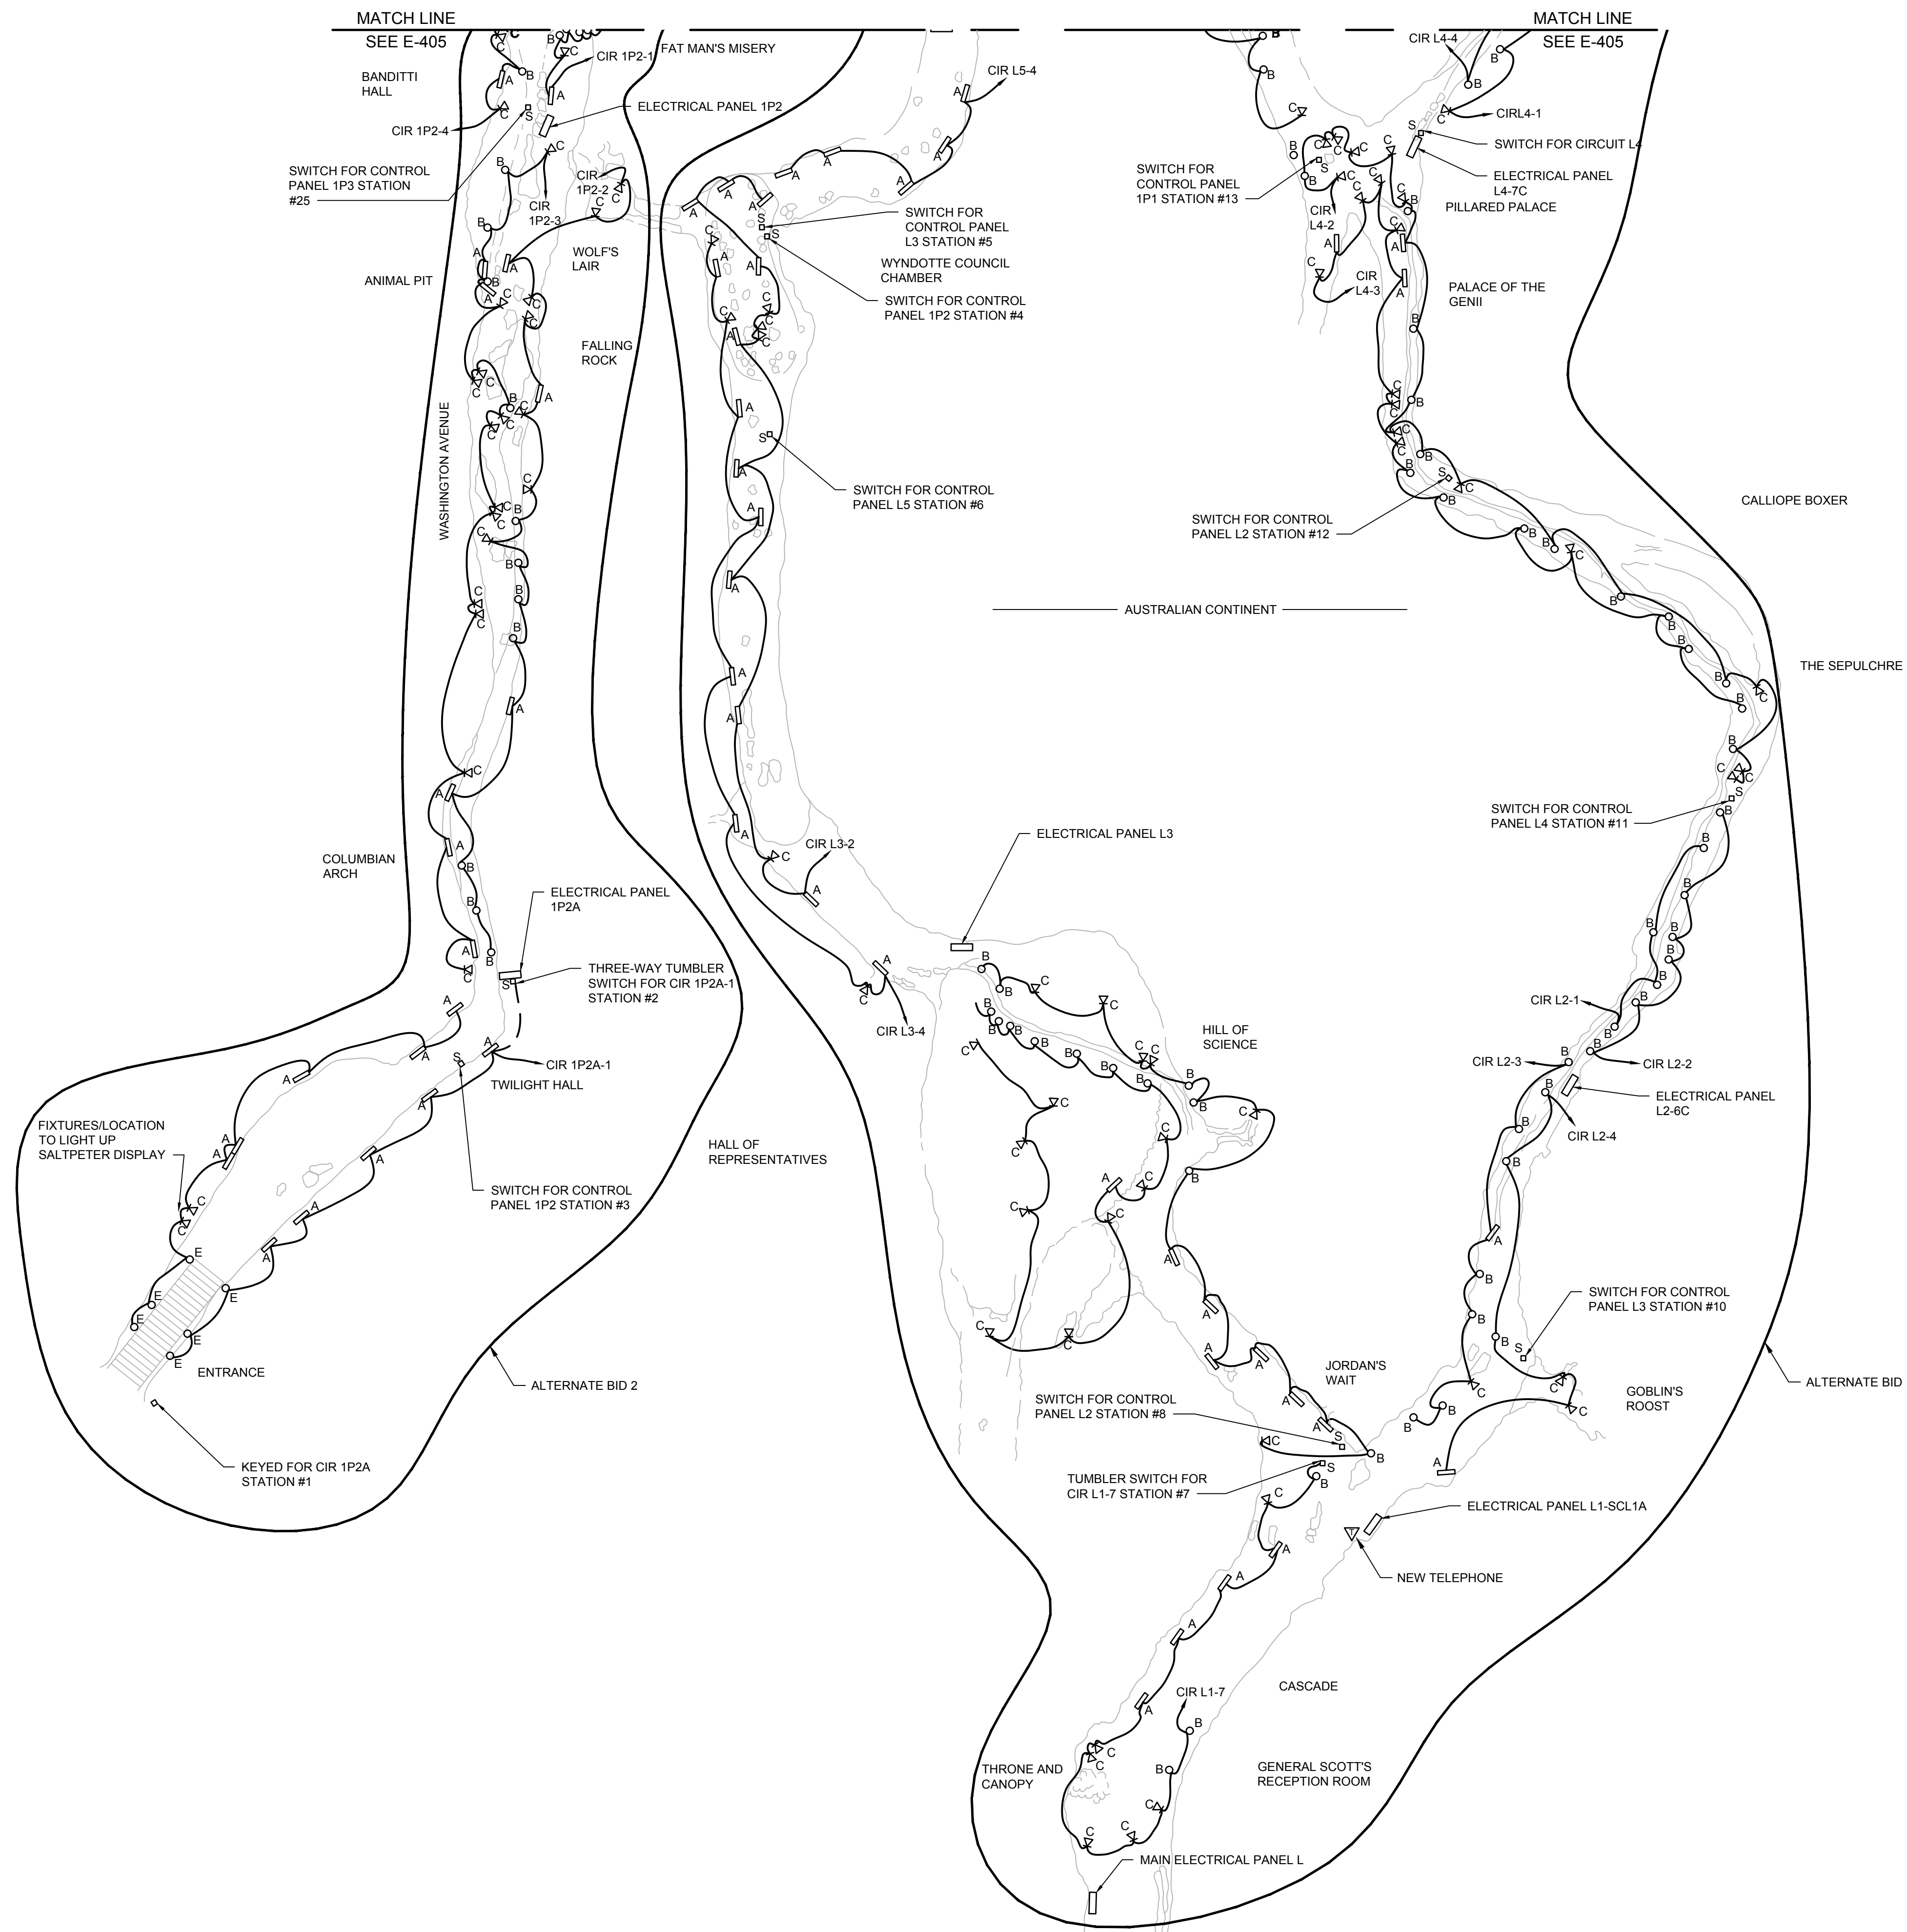 MATCH LINE
SEE E-405
MATCH LINE
SEE E-405
BANDITTI
HALL
CIR 1P2-1
FAT MAN'S MISERY
ELECTRICAL PANEL 1P2
CIR 1P2-4
SWITCH FOR CONTROL
PANEL 1P3 STATION
#25
CIR
1P2-2
CIR
1P2-3
WOLF'S
LAIR
ANIMAL PIT
FALLING
ROCK
WASHINGTON AVENUE
CIR L5-4
SWITCH FOR
CONTROL PANEL
L3 STATION #5
WYNDOTTE COUNCIL
CHAMBER
SWITCH FOR CONTROL
PANEL 1P2 STATION #4
SWITCH FOR CONTROL
PANEL L5 STATION #6
CIR L4-4
CIRL4-1
SWITCH FOR CIRCUIT L4
ELECTRICAL PANEL
L4-7C
PILLARED PALACE
SWITCH FOR
CONTROL PANEL
1P1 STATION #13
CIR
L4-2
CIR
L4-3
PALACE OF THE
GENII
CALLIOPE BOXER
SWITCH FOR CONTROL
PANEL L2 STATION #12
AUSTRALIAN CONTINENT
THE SEPULCHRE
SWITCH FOR CONTROL
PANEL L4 STATION #11
COLUMBIAN
ARCH
ELECTRICAL PANEL
1P2A
THREE-WAY TUMBLER
SWITCH FOR CIR 1P2A-1
STATION #2
CIR 1P2A-1
TWILIGHT HALL
FIXTURES/LOCATION
TO LIGHT UP
SALTPETER DISPLAY
SWITCH FOR CONTROL
PANEL 1P2 STATION #3
HALL OF
REPRESENTATIVES
ENTRANCE
ALTERNATE BID 2
KEYED FOR CIR 1P2A
STATION #1
CIR L3-2
ELECTRICAL PANEL L3
CIR L3-4
HILL OF
SCIENCE
CIR L2-1
CIR L2-3
CIR L2-2
ELECTRICAL PANEL
L2-6C
CIR L2-4
SWITCH FOR CONTROL
PANEL L3 STATION #10
JORDAN'S
WAIT
GOBLIN'S
ROOST
ALTERNATE BID
SWITCH FOR CONTROL
PANEL L2 STATION #8
TUMBLER SWITCH FOR
CIR L1-7 STATION #7
ELECTRICAL PANEL L1-SCL1A
NEW TELEPHONE
CASCADE
CIR L1-7
THRONE AND
CANOPY
GENERAL SCOTT'S
RECEPTION ROOM
MAIN ELECTRICAL PANEL L